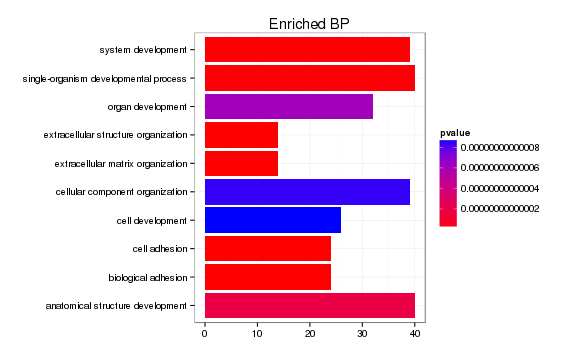 Enriched BP
system development
single-organism developmental process
organ development
extracellular structure organization
extracellular matrix organization
cellular component organization
cell development
cell adhesion
biological adhesion
anatomical structure development
0 10 20 30 40
pvalue
0.00000000000008
0.00000000000006
0.00000000000004
0.00000000000002